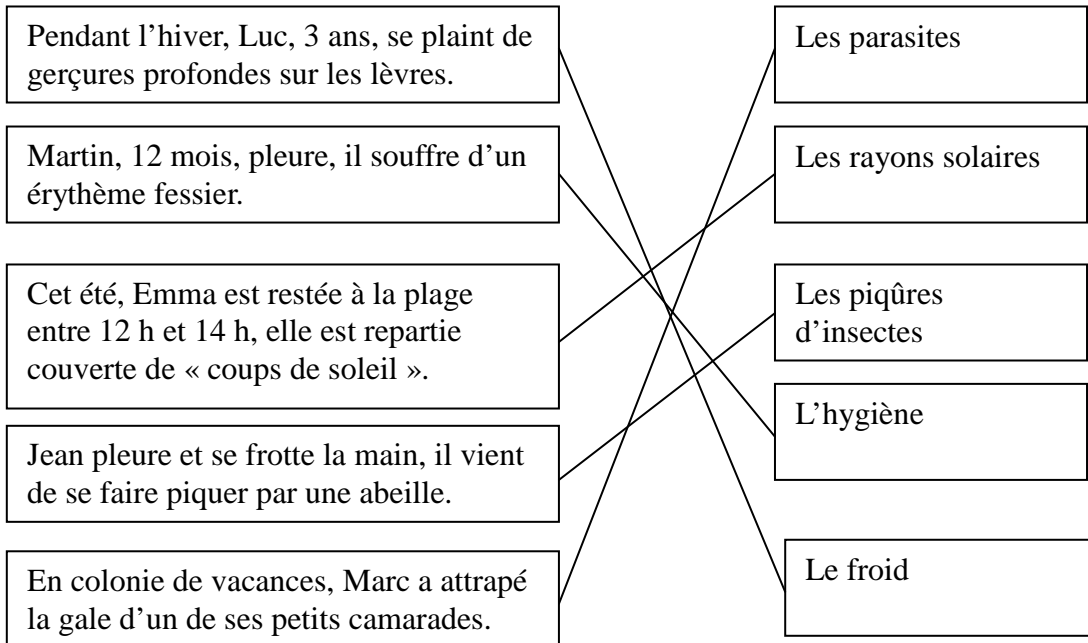 Pendant l’hiver, Luc, 3 ans, se plaint de
gerçures profondes sur les lèvres.
Martin, 12 mois, pleure, il souffre d’un
érythème fessier.
Cet été, Emma est restée à la plage
entre 12 h et 14 h, elle est repartie
couverte de « coups de soleil ».
Jean pleure et se frotte la main, il vient
de se faire piquer par une abeille.
En colonie de vacances, Marc a attrapé
la gale d’un de ses petits camarades.
Les parasites
Les rayons solaires
Les piqûres
d’insectes
L’hygiène
Le froid